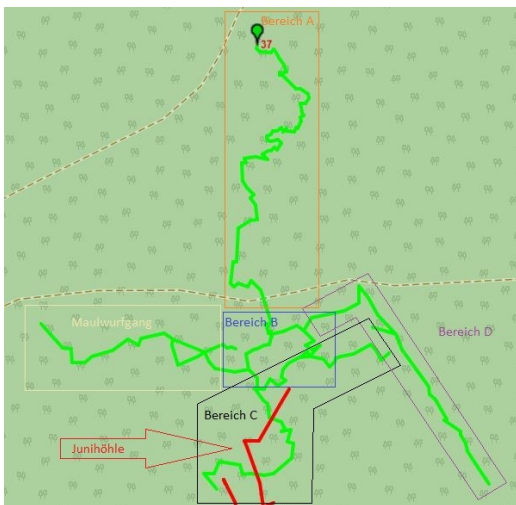 Bereich A
37
Maulwurfgang
Bereich B
Bereich D
Bereich C
Junihöhle